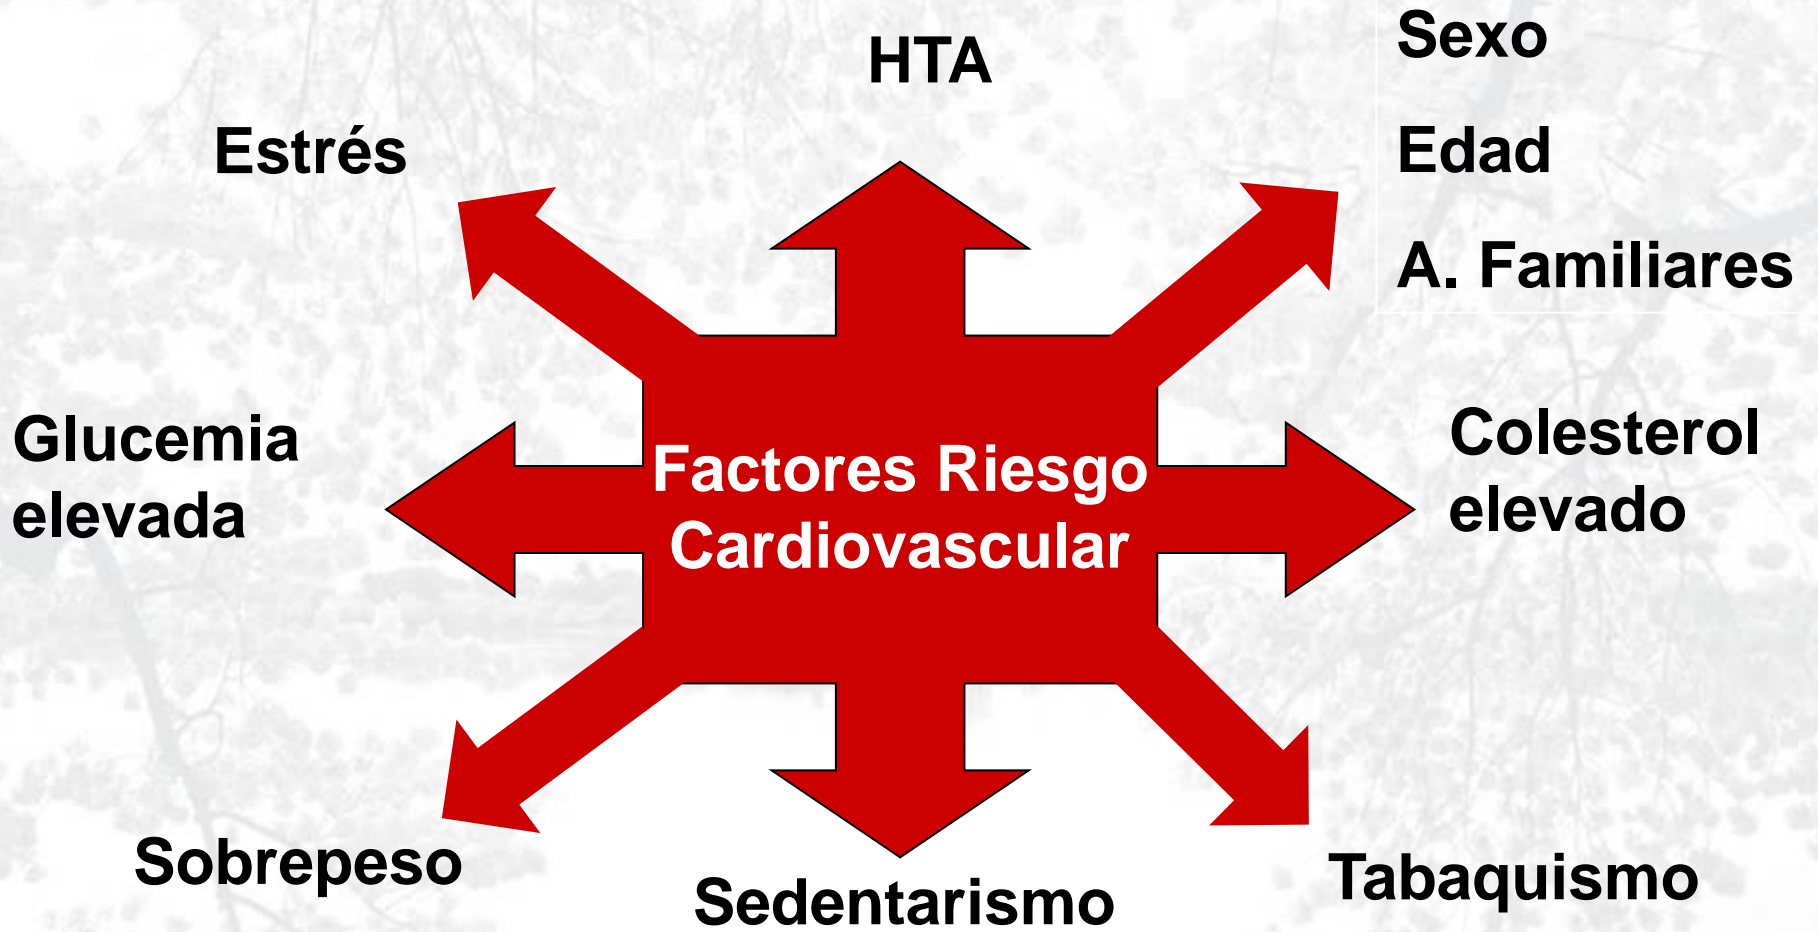 HTA
Sexo
Edad
A. Familiares
Estrés
Glucemia
elevada
Factores Riesgo
Cardiovascular
Colesterol
elevado
Sobrepeso
Sedentarismo
Tabaquismo